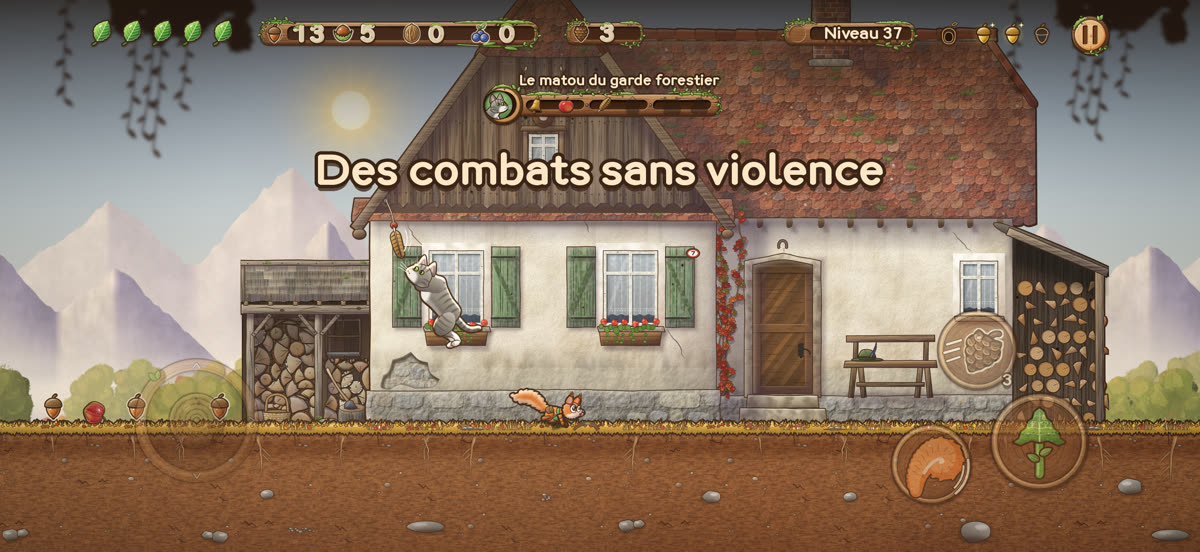 13 5 0 0 3 Niveau 37
Le matou du garde forestier
Des combats sans violence
7
3